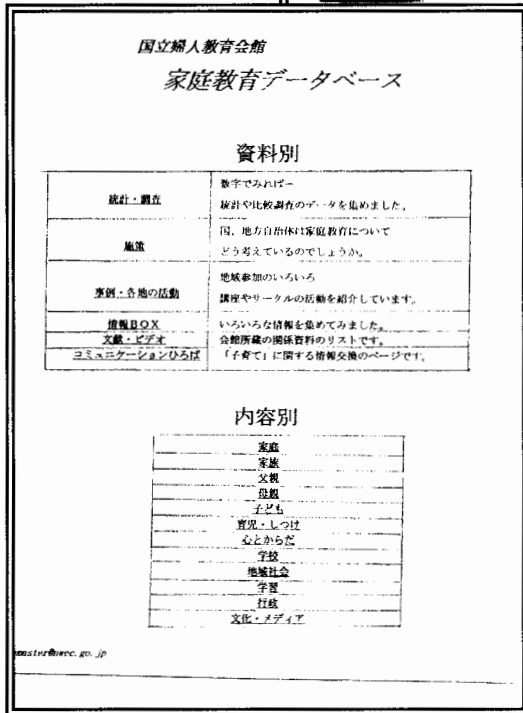 国立婦人教育会館
家庭教育データベース
資料別
統計・調査
数字でみればー
統計や比較調査のデータを集めました。
施策
国、地方自治体は家庭教育について
どう考えているのでしょうか。
事例・各地の活動
地域参加のいろいろ
講座やサークルの活動を紹介しています。
情報BOX
いろいろな情報を集めてみました。
文献・ビデオ
会館所蔵の関係資料のリストです。
コミュニケーションひろば
「子育て」に関する情報交換のページです。
内容別
家庭
家族
父親
母親
子ども
育児・しつけ
心とからだ
学校
地域社会
学習
行政
文化・メディア
master@nwec.go.jp